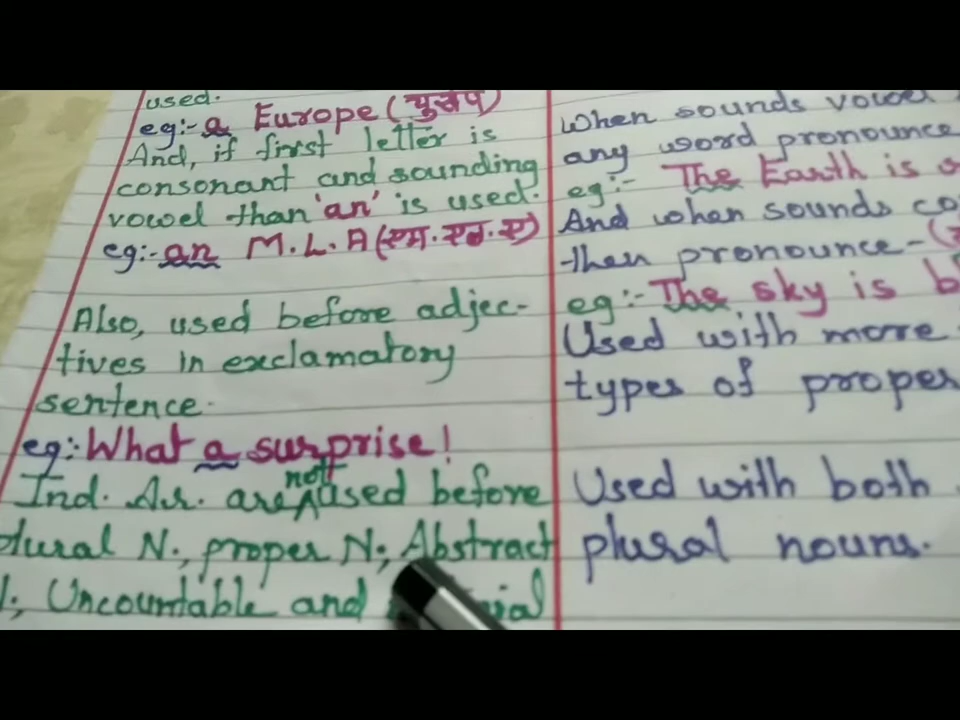 used.
eg:- a Europe (युरोप)
And, if first letter is
consonant and sounding
vowel than 'an' is used.
eg:- an M.L.A (एम.एल.ए)
Also, used before adjec-
tives in exclamatory
sentence.
eg:- What a surprise!
Ind. Ar. are not used before
plural N., proper N; Abstract
Uncountable and
When sounds vowel
any word pronounce
eg:- The Earth is
And when sounds
then pronounce-
eg:- The sky is
Used with more
types of proper
Used with both
plural nouns.